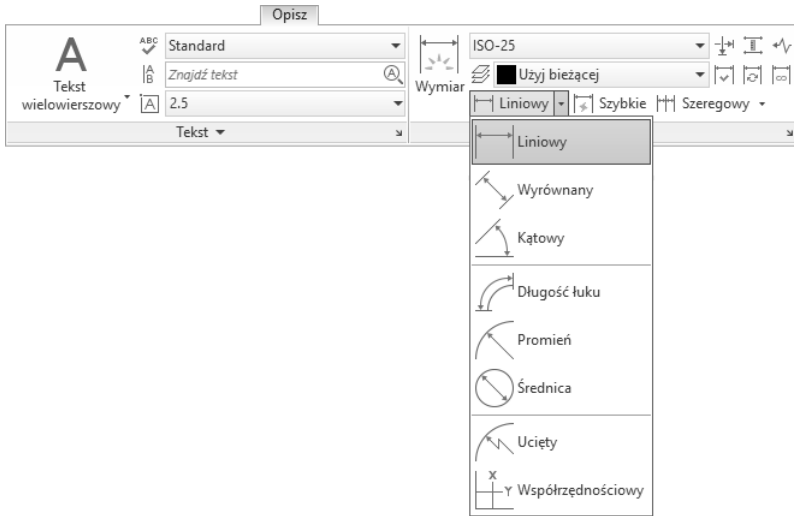 Opisz
A
Tekst
wielowierszowy
ABC Standard
A
B Znajdź tekst A
A 2.5
Tekst
Wymiar
ISO-25
Użyj bieżącej
Liniowy Szybkie Szeregowy
Liniowy
Wyrównany
Kątowy
Długość łuku
Promień
Średnica
Ucięty
X
Y Współrzędnościowy